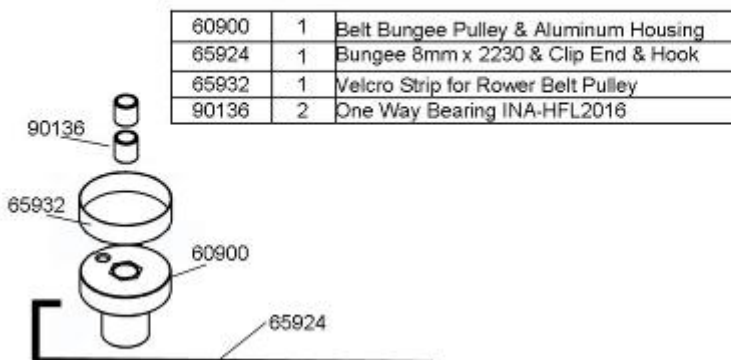 60900 1 Belt Bungee Pulley & Aluminum Housing
65924 1 Bungee 8mm x 2230 & Clip End & Hook
65932 1 Velcro Strip for Rower Belt Pulley
90136 2 One Way Bearing INA-HFL2016
90136
65932
60900
65924